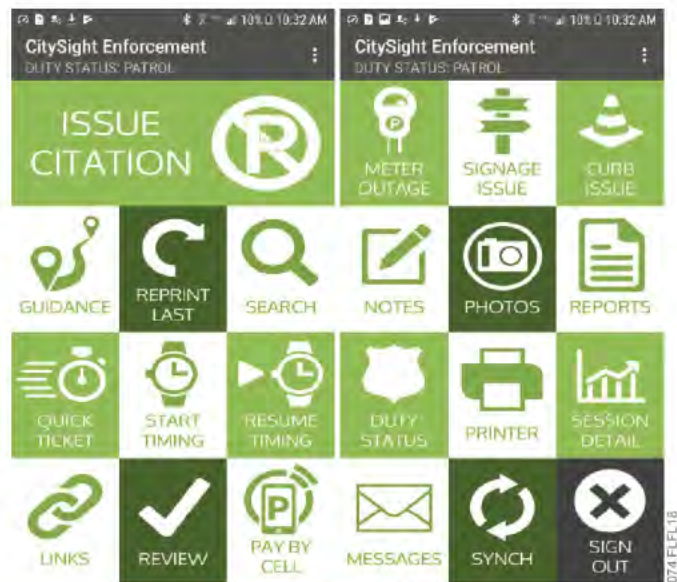 10% 10:32 AM
CitySight Enforcement
DUTY STATUS: PATROL
ISSUE
CITATION
GUIDANCE
REPRINT
LAST
SEARCH
QUICK
TICKET
START
TIMING
RESUME
TIMING
LINKS
REVIEW
P
PAY BY
CELL
10% 10:32 AM
CitySight Enforcement
DUTY STATUS: PATROL
P
METER
OUTAGE
SIGNAGE
ISSUE
CURB
ISSUE
NOTES
PHOTOS
REPORTS
DUTY
STATUS
PRINTER
SESSION
DETAIL
MESSAGES
SYNCH
SIGN
OUT
074.FLFL18